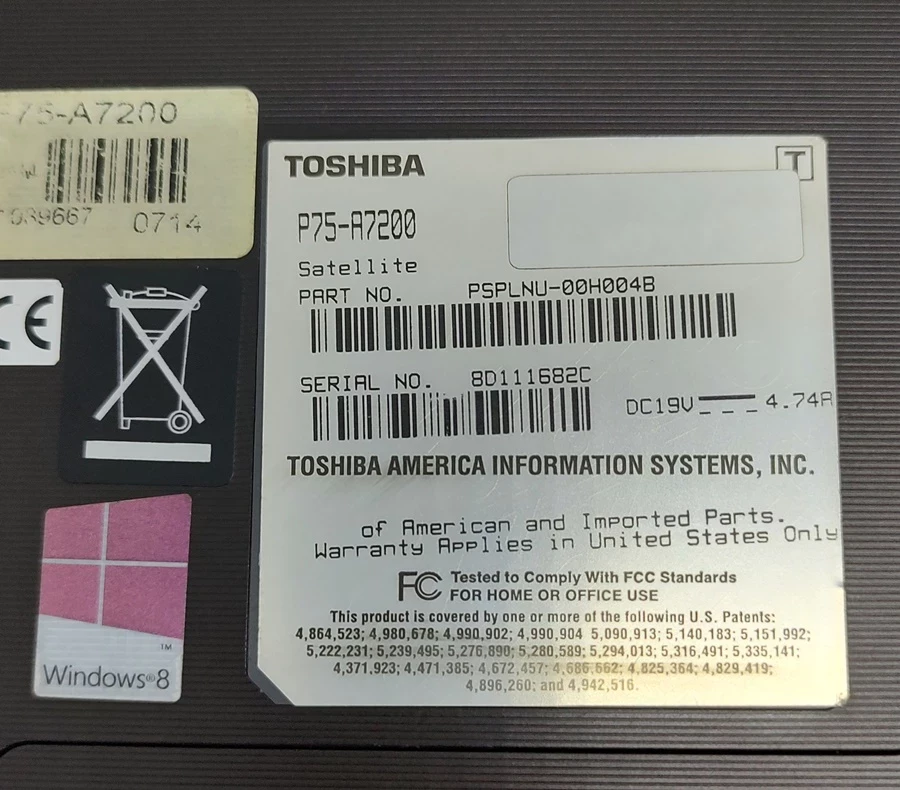 75-A7200
039667 0714
CE
Windows®8
TM
TOSHIBA
T
P75-A7200
Satellite
PART NO. PSPLNU-00H004B
SERIAL NO. 8D111682C
DC19V 4.74A
TOSHIBA AMERICA INFORMATION SYSTEMS, INC.
of American and Imported Parts.
Warranty Applies in United States Only
FC Tested to Comply With FCC Standards
FOR HOME OR OFFICE USE
This product is covered by one or more of the following U.S. Patents:
4,864,523; 4,980,678; 4,990,902; 4,990,904 5,090,913; 5,140,183; 5,151,992;
5,222,231; 5,239,495; 5,276,890; 5,280,589; 5,294,013; 5,316,491; 5,335,141;
4,371,923; 4,471,385; 4,672,457; 4,686,662; 4,825,364; 4,829,419;
4,896,260; and 4,942,516.